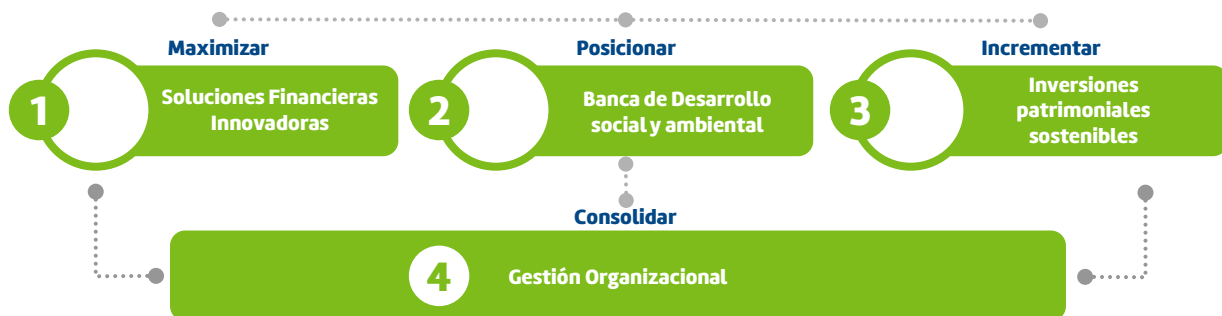 Maximizar
1
Soluciones Financieras
Innovadoras
Posicionar
2
Banca de Desarrollo
social y ambiental
Incrementar
3
Inversiones
patrimoniales
sostenibles
Consolidar
4
Gestión Organizacional